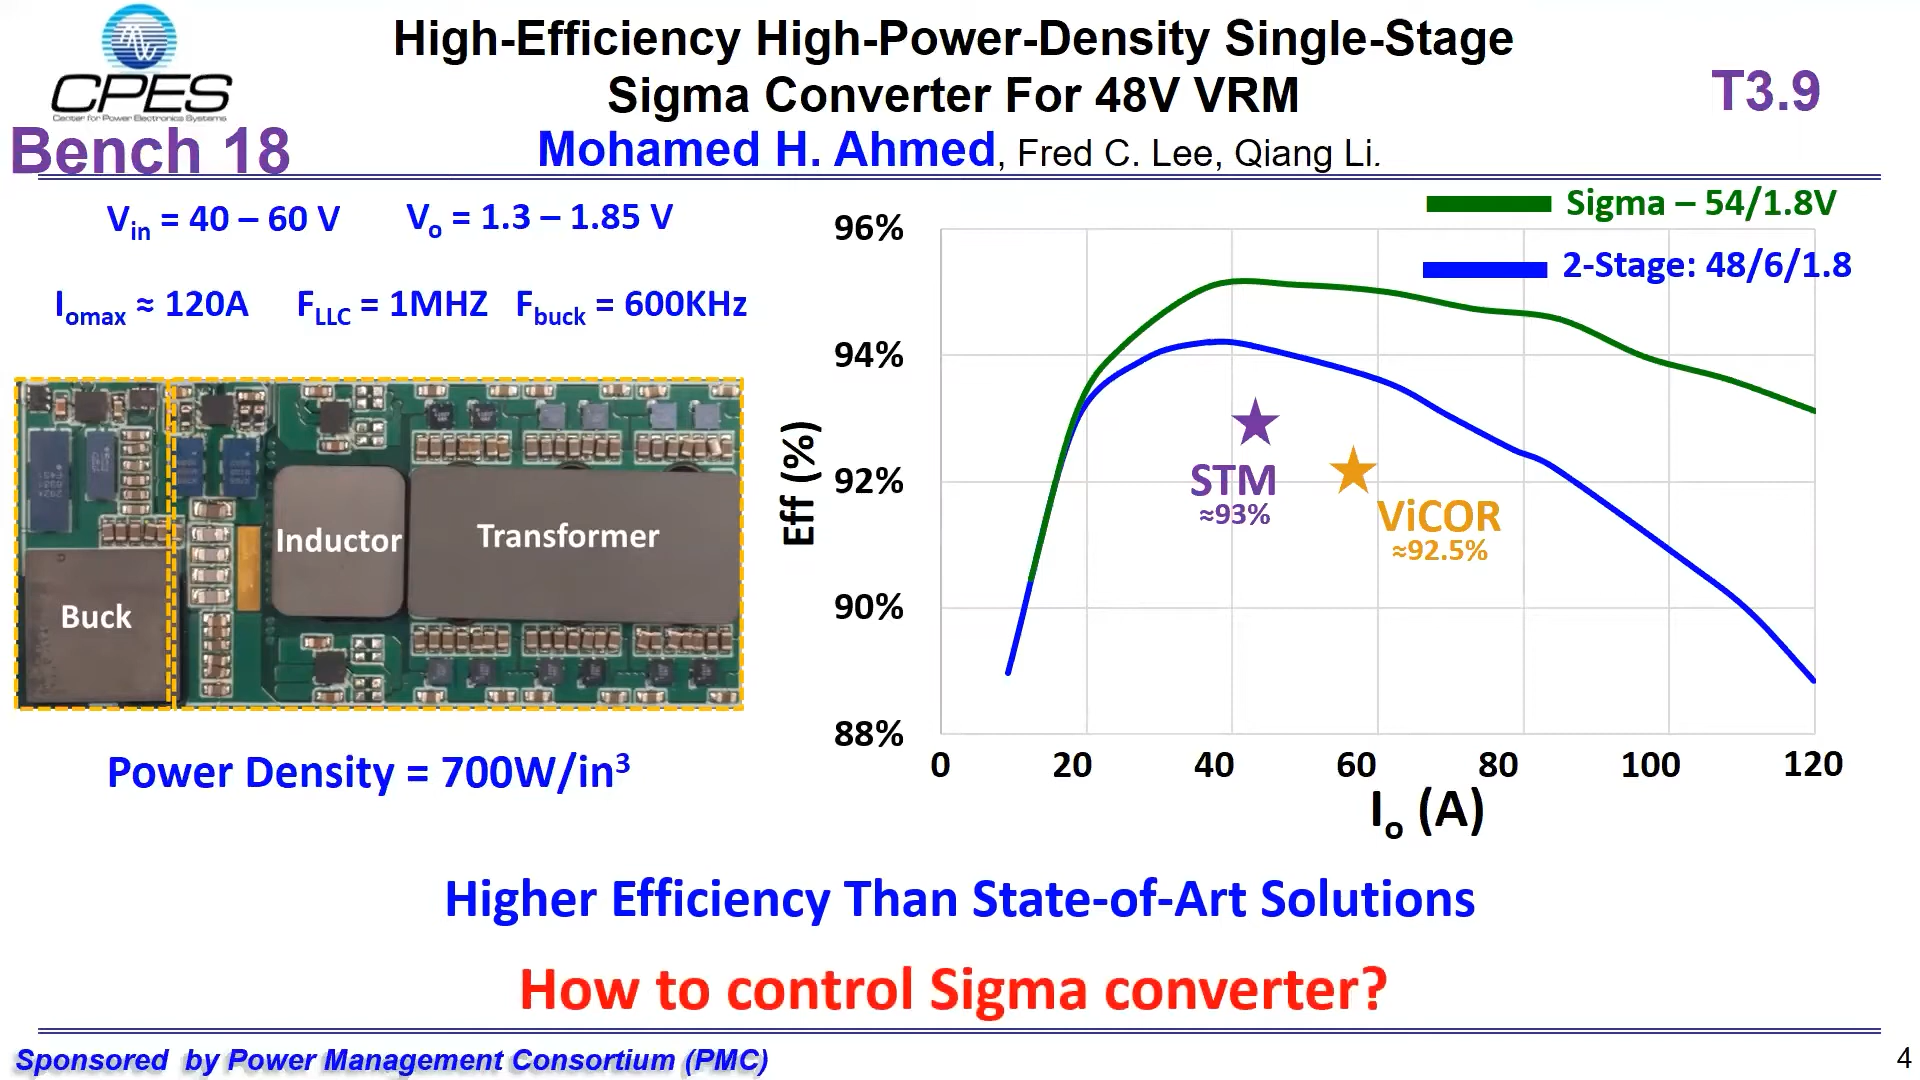 CPES
Center for Power Electronics Systems
Bench 18
High-Efficiency High-Power-Density Single-Stage
Sigma Converter For 48V VRM
Mohamed H. Ahmed, Fred C. Lee, Qiang Li.
T3.9
Vin = 40 – 60 V
Vo = 1.3 – 1.85 V
Iomax ≈ 120A
FLLC = 1MHZ
Fbuck = 600KHz
Buck
Inductor
Transformer
Power Density = 700W/in³
Sigma – 54/1.8V
2-Stage: 48/6/1.8
96%
94%
92%
90%
88%
Eff (%)
STM
≈93%
ViCOR
≈92.5%
0 20 40 60 80 100 120
Io (A)
Higher Efficiency Than State-of-Art Solutions
How to control Sigma converter?
Sponsored by Power Management Consortium (PMC)
4